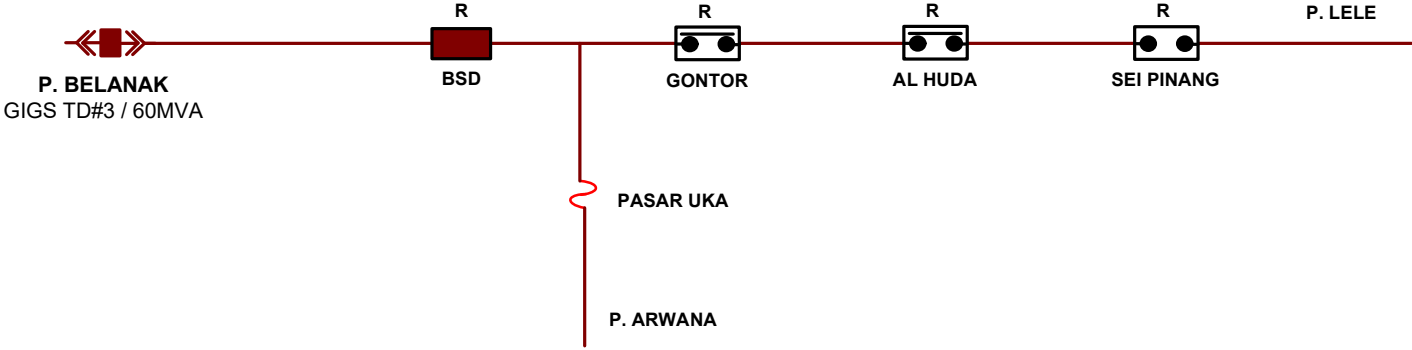 R
R
R
R
P. LELE
P. BELANAK
GIGS TD#3 / 60MVA
BSD
GONTOR
AL HUDA
SEI PINANG
PASAR UKA
P. ARWANA